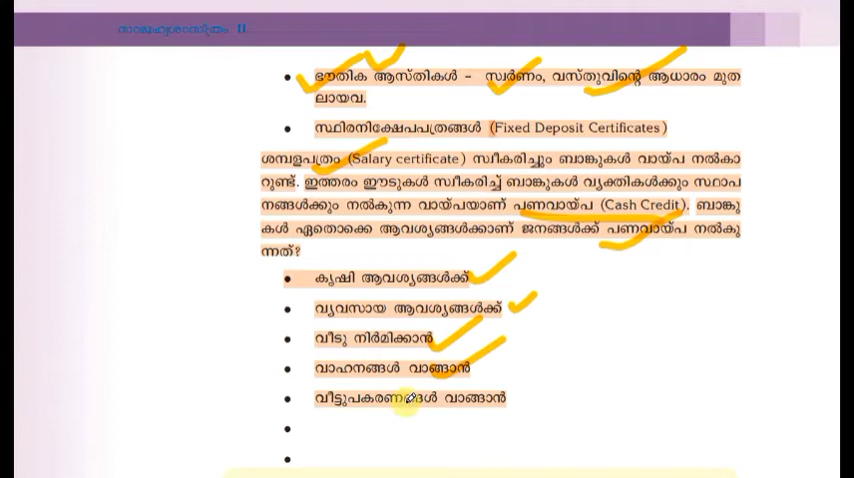 സാമൂഹ്യശാസ്ത്രം II
• ഭൗതിക ആസ്തികൾ – സ്വർണം, വസ്തുവിന്റെ ആധാരം മുത
ലായവ.
• സ്ഥിരനിക്ഷേപപത്രങ്ങൾ (Fixed Deposit Certificates)
ശമ്പളപത്രം (Salary certificate) സ്വീകരിച്ചും ബാങ്കുകൾ വായ്പ നൽകാ
റുണ്ട്. ഇത്തരം ഈടുകൾ സ്വീകരിച്ച് ബാങ്കുകൾ വ്യക്തികൾക്കും സ്ഥാപ
നങ്ങൾക്കും നൽകുന്ന വായ്പയാണ് പണവായ്പ (Cash Credit). ബാങ്കു
കൾ ഏതൊക്കെ ആവശ്യങ്ങൾക്കാണ് ജനങ്ങൾക്ക് പണവായ്പ നൽകു
ന്നത്?
• കൃഷി ആവശ്യങ്ങൾക്ക്
• വ്യവസായ ആവശ്യങ്ങൾക്ക്
• വീടു നിർമിക്കാൻ
• വാഹനങ്ങൾ വാങ്ങാൻ
• വീട്ടുപകരണങ്ങൾ വാങ്ങാൻ
•
•